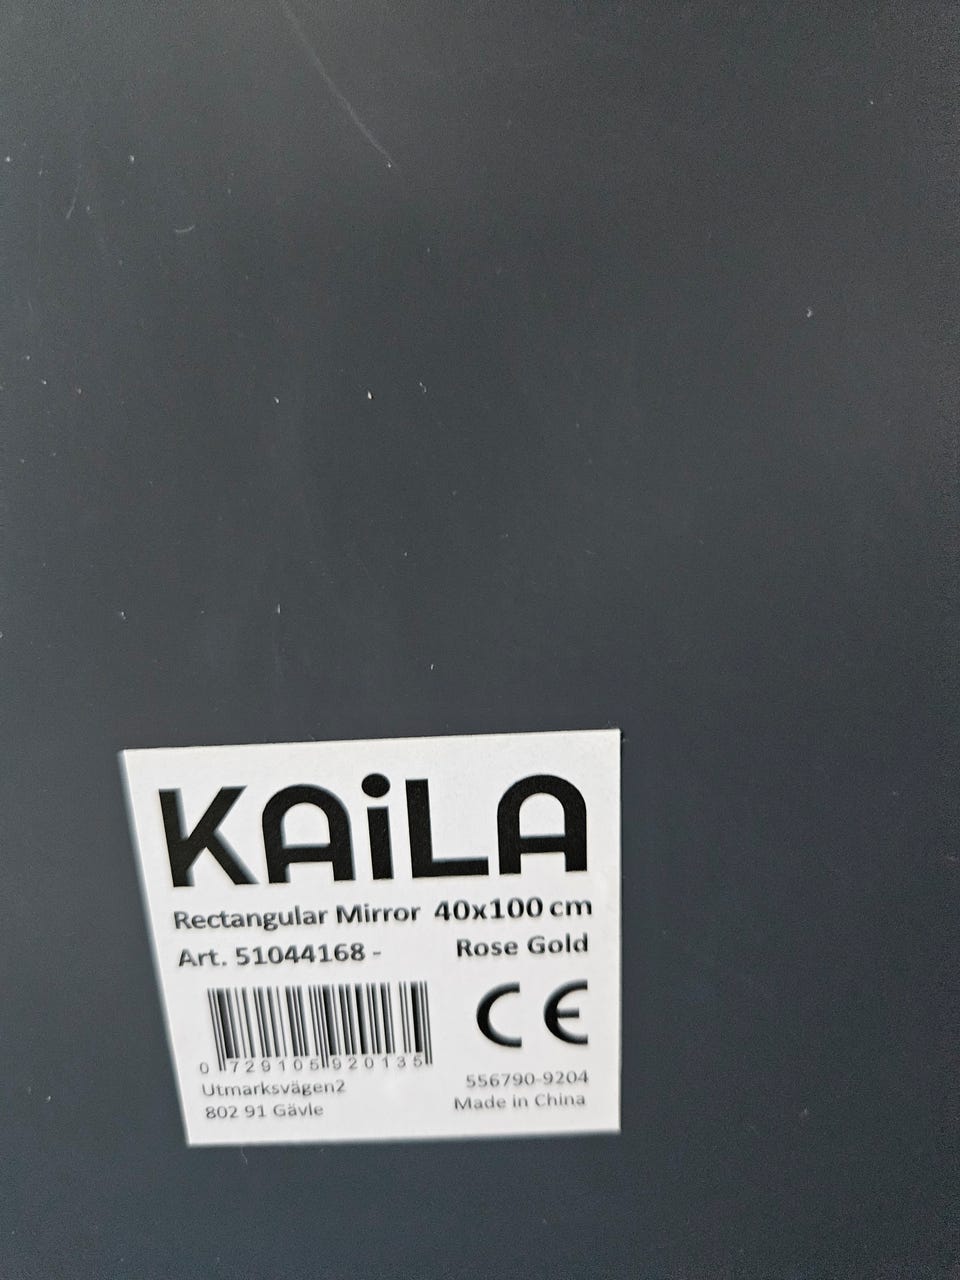 KAiLA
Rectangular Mirror 40x100 cm
Art. 51044168 - Rose Gold
CE
0 729105 920135
Utmarksvägen2 556790-9204
802 91 Gävle Made in China